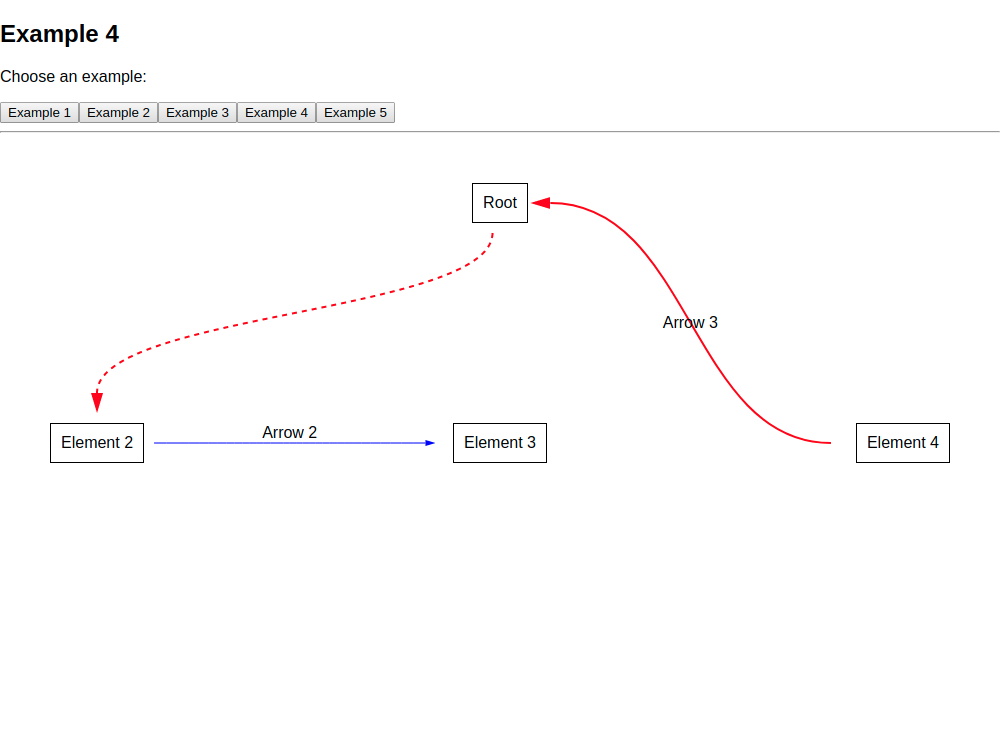 Example 4
Choose an example:
Example 1 Example 2 Example 3 Example 4 Example 5
Root
Arrow 3
Element 2 Arrow 2 Element 3 Element 4